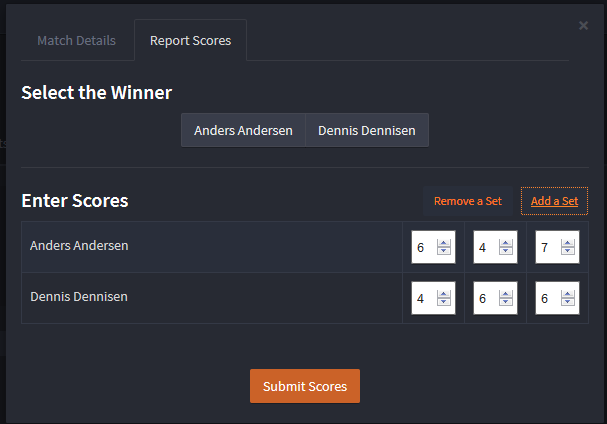 Match Details Report Scores ×
Select the Winner
Anders Andersen Dennis Dennisen
Enter Scores Remove a Set Add a Set
Anders Andersen 6 4 7
Dennis Dennisen 4 6 6
Submit Scores